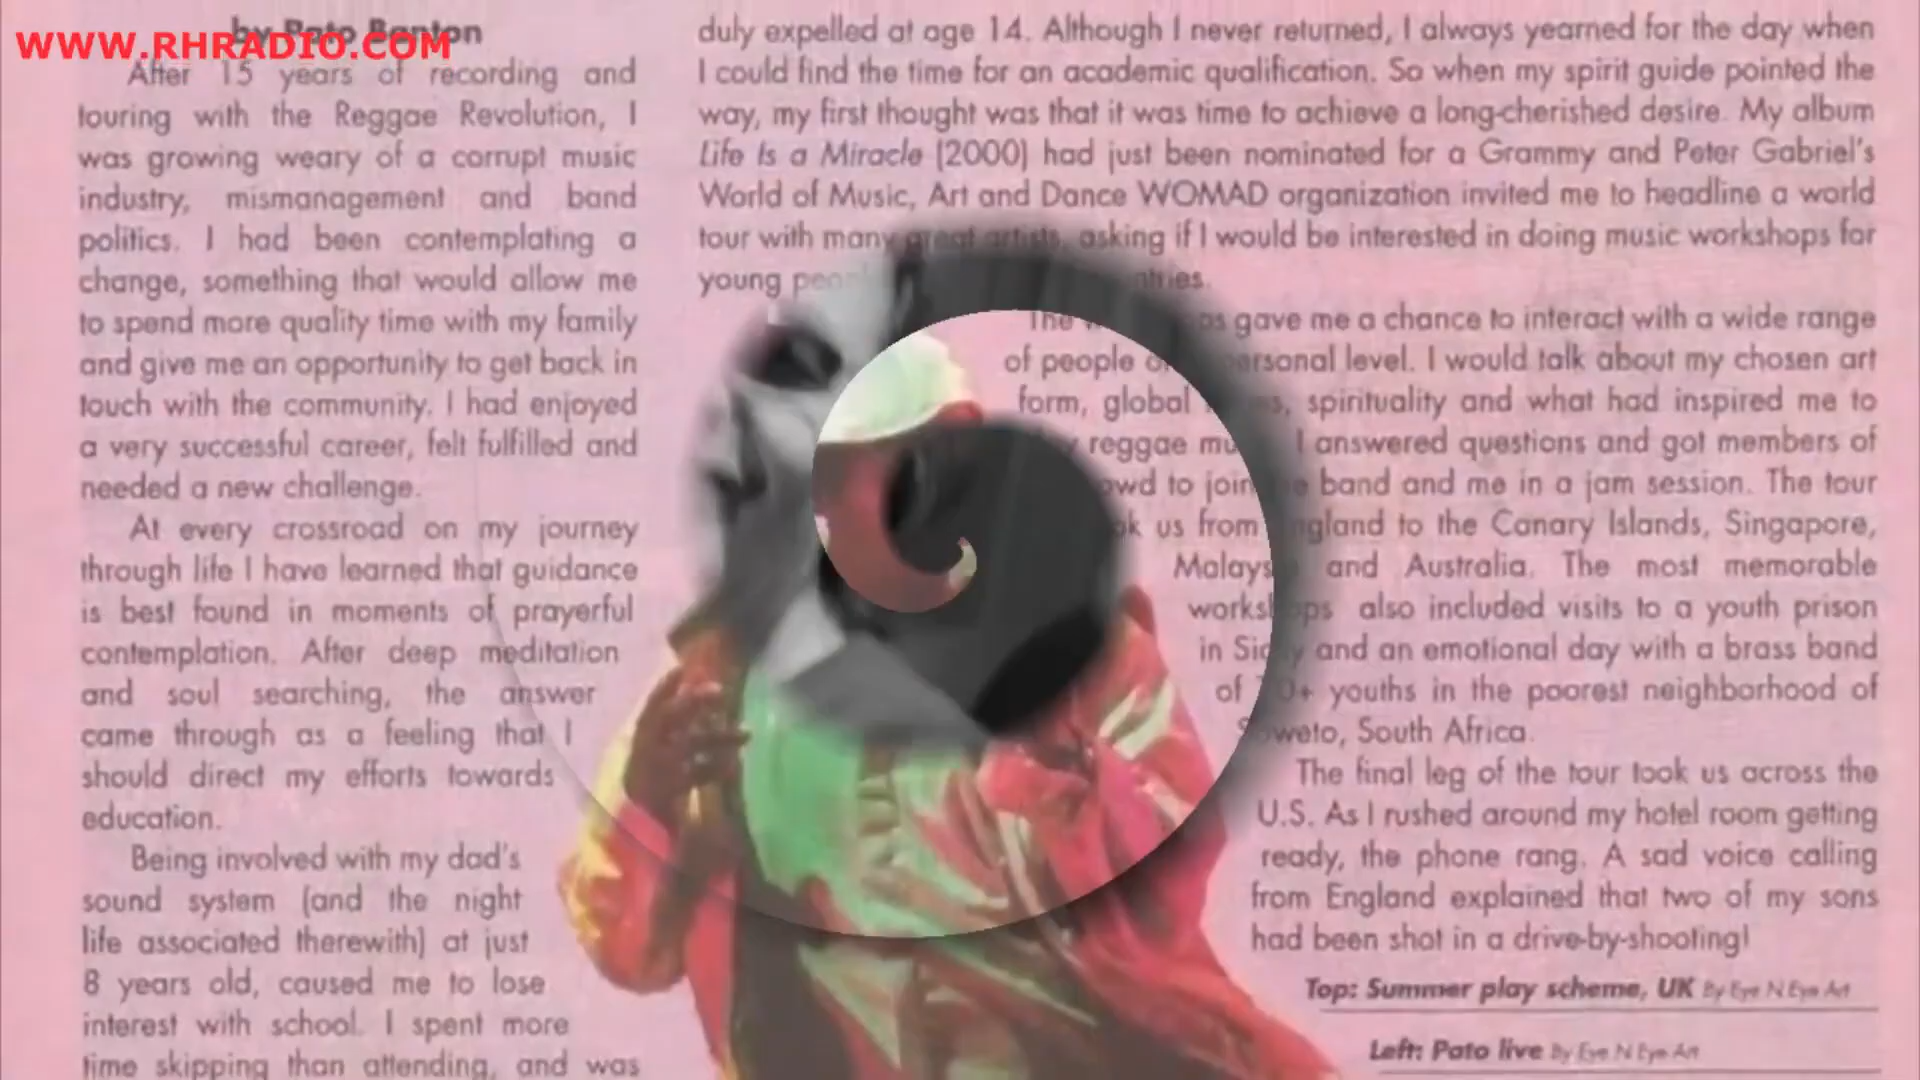 WWW.RHRADIO.COM
by Pato Banton
After 15 years of recording and
touring with the Reggae Revolution, I
was growing weary of a corrupt music
industry, mismanagement and band
politics. I had been contemplating a
change, something that would allow me
to spend more quality time with my family
and give me an opportunity to get back in
touch with the community. I had enjoyed
a very successful career, felt fulfilled and
needed a new challenge.
At every crossroad on my journey
through life I have learned that guidance
is best found in moments of prayerful
contemplation. After deep meditation
and soul searching, the answer
came through as a feeling that I
should direct my efforts towards
education.
Being involved with my dad's
sound system (and the night
life associated therewith) at just
8 years old, caused me to lose
interest with school. I spent more
time skipping than attending, and was
duly expelled at age 14. Although I never returned, I always yearned for the day when
I could find the time for an academic qualification. So when my spirit guide pointed the
way, my first thought was that it was time to achieve a long-cherished desire. My album
Life Is a Miracle (2000) had just been nominated for a Grammy and Peter Gabriel's
World of Music, Art and Dance WOMAD organization invited me to headline a world
tour with many great artists, asking if I would be interested in doing music workshops for
young
The gave me a chance to interact with a wide range
of people personal level. I would talk about my chosen art
form, global spirituality and what had inspired me to
reggae I answered questions and got members of
to join band and me in a jam session. The tour
us from England to the Canary Islands, Singapore,
Malaysia and Australia. The most memorable
workshops also included visits to a youth prison
in Sicily and an emotional day with a brass band
of youths in the poorest neighborhood of
Soweto, South Africa.
The final leg of the tour took us across the
U.S. As I rushed around my hotel room getting
ready, the phone rang. A sad voice calling
from England explained that two of my sons
had been shot in a drive-by-shooting!
Top: Summer play scheme, UK By Eye N Eye Art
Left: Pato live By Eye N Eye Art